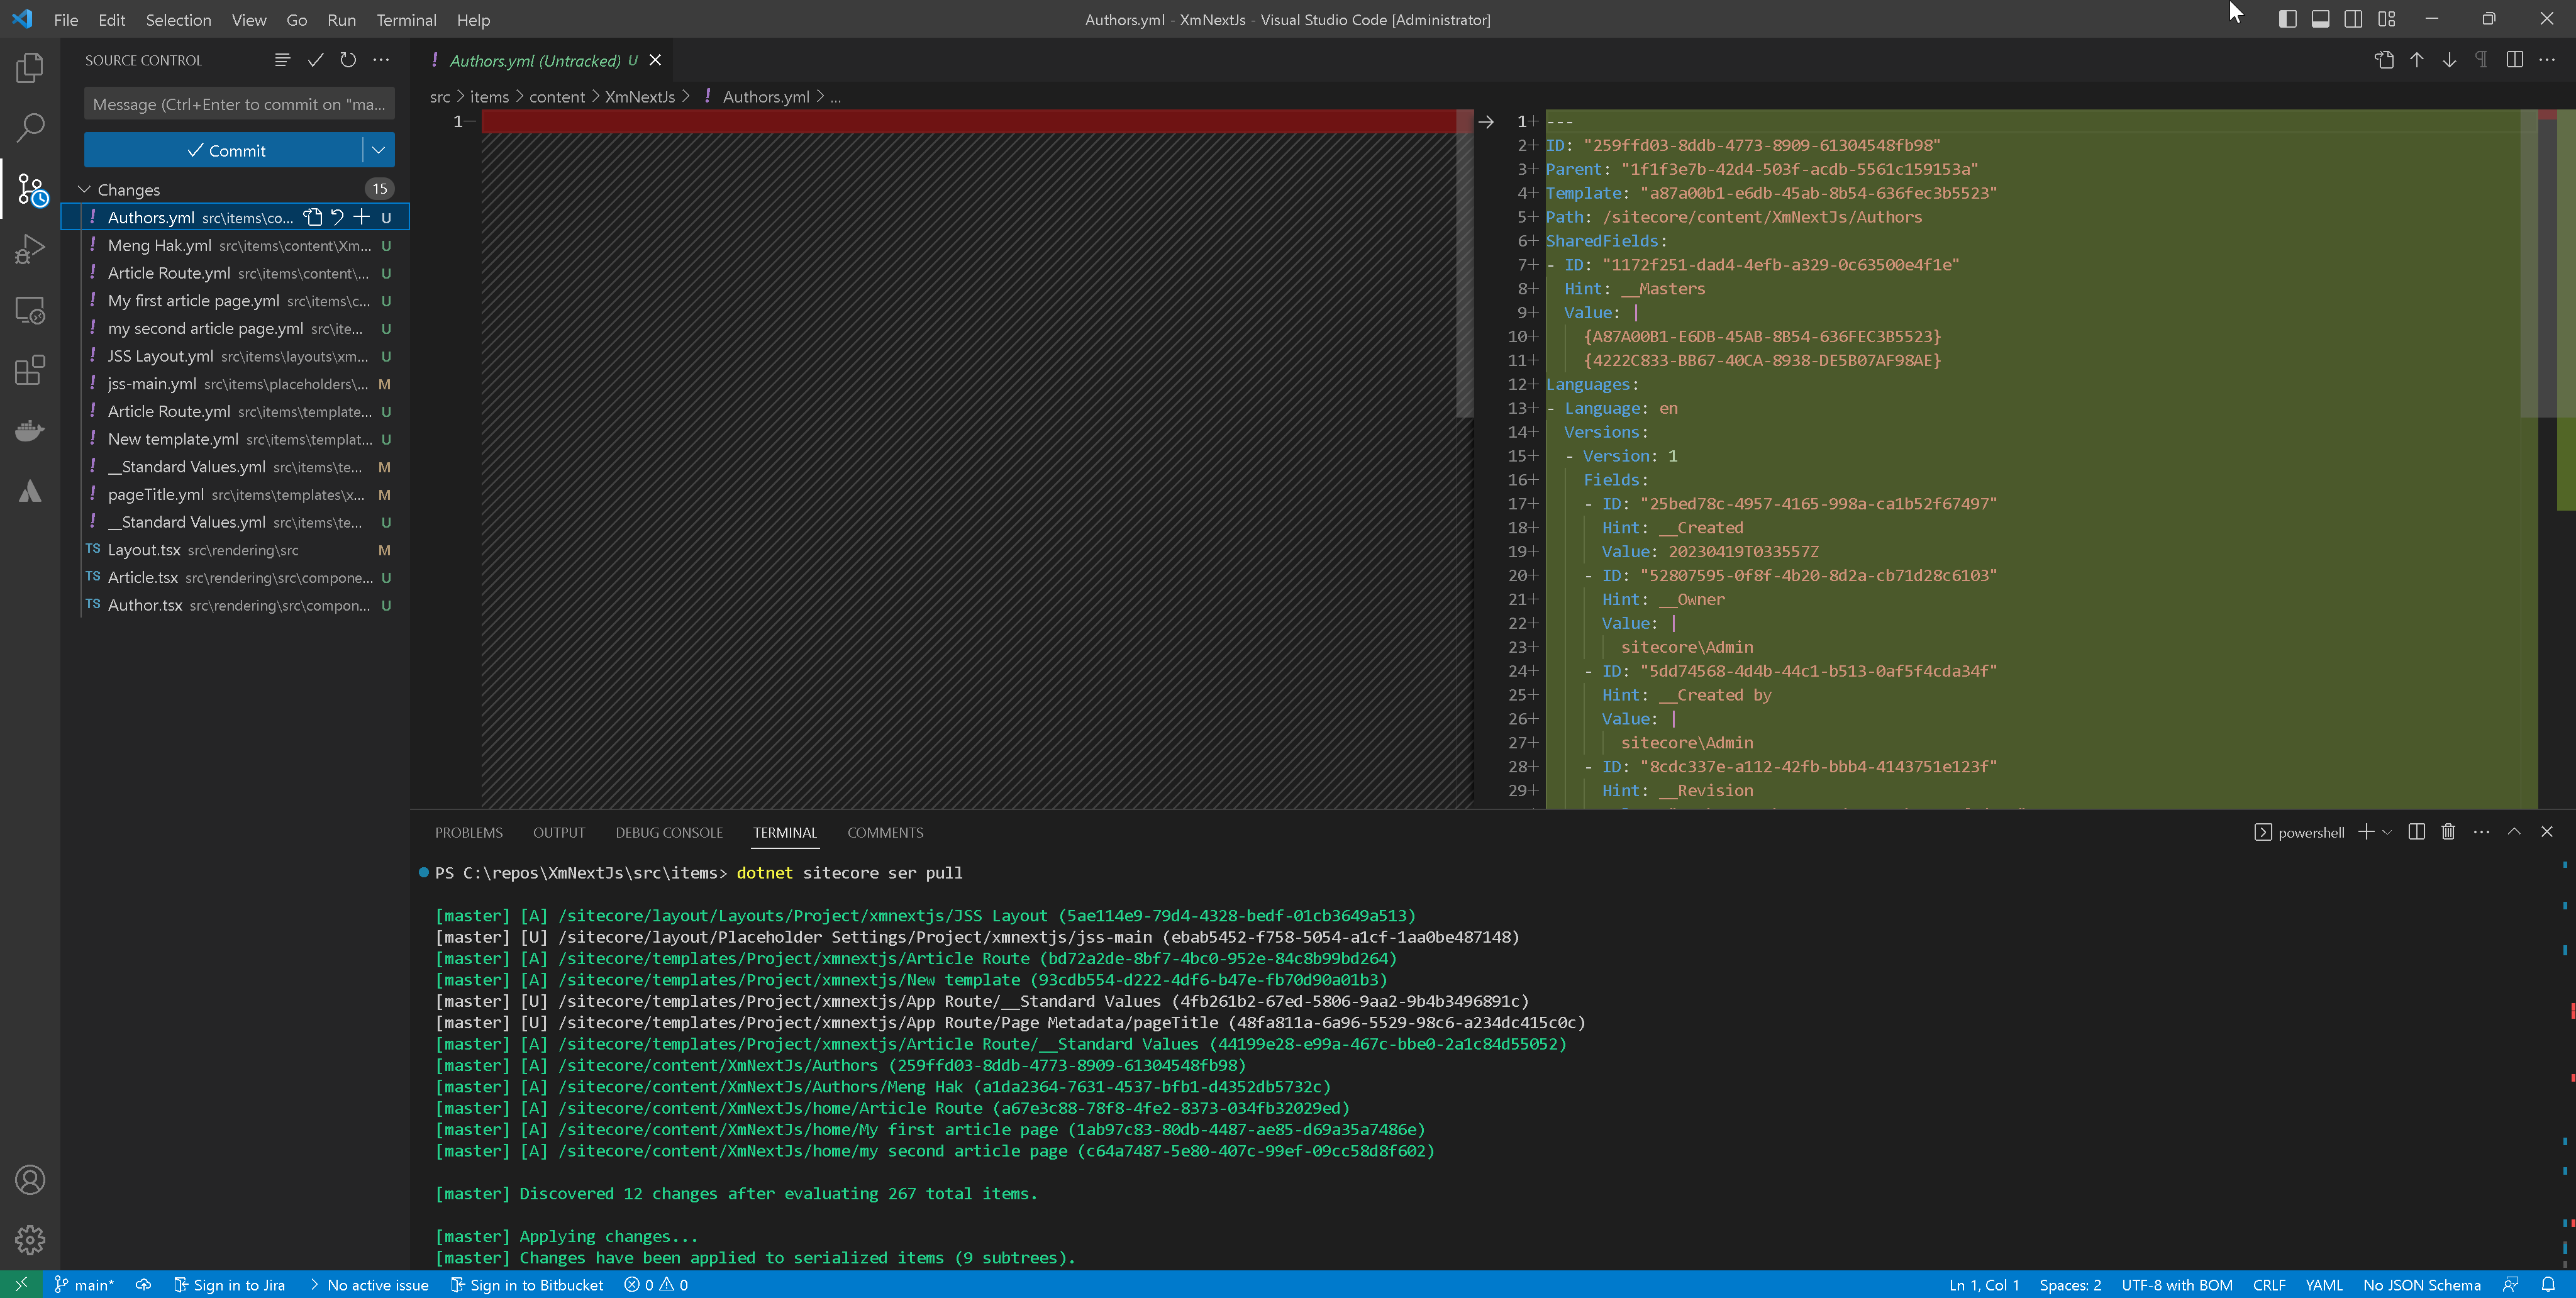 File Edit Selection View Go Run Terminal Help
Authors.yml - XmNextJs - Visual Studio Code [Administrator]
SOURCE CONTROL
Message (Ctrl+Enter to commit on "ma...
Commit
Changes 15
Authors.yml src\items\co... U
Meng Hak.yml src\items\content\Xm... U
Article Route.yml src\items\content\... U
My first article page.yml src\items\c... U
my second article page.yml src\ite... U
JSS Layout.yml src\items\layouts\xm... U
jss-main.yml src\items\placeholders\... M
Article Route.yml src\items\template... U
New template.yml src\items\templat... U
__Standard Values.yml src\items\te... M
pageTitle.yml src\items\templates\x... M
__Standard Values.yml src\items\te... U
TS Layout.tsx src\rendering\src M
TS Article.tsx src\rendering\src\compone... U
TS Author.tsx src\rendering\src\compon... U
! Authors.yml (Untracked) U
src > items > content > XmNextJs > ! Authors.yml > ...
1−
1+ ---
2+ ID: "259ffd03-8ddb-4773-8909-61304548fb98"
3+ Parent: "1f1f3e7b-42d4-503f-acdb-5561c159153a"
4+ Template: "a87a00b1-e6db-45ab-8b54-636fec3b5523"
5+ Path: /sitecore/content/XmNextJs/Authors
6+ SharedFields:
7+ - ID: "1172f251-dad4-4efb-a329-0c63500e4f1e"
8+ Hint: __Masters
9+ Value: |
10+ {A87A00B1-E6DB-45AB-8B54-636FEC3B5523}
11+ {4222C833-BB67-40CA-8938-DE5B07AF98AE}
12+ Languages:
13+ - Language: en
14+ Versions:
15+ - Version: 1
16+ Fields:
17+ - ID: "25bed78c-4957-4165-998a-ca1b52f67497"
18+ Hint: __Created
19+ Value: 20230419T033557Z
20+ - ID: "52807595-0f8f-4b20-8d2a-cb71d28c6103"
21+ Hint: __Owner
22+ Value: |
23+ sitecore\Admin
24+ - ID: "5dd74568-4d4b-44c1-b513-0af5f4cda34f"
25+ Hint: __Created by
26+ Value: |
27+ sitecore\Admin
28+ - ID: "8cdc337e-a112-42fb-bbb4-4143751e123f"
29+ Hint: __Revision
PROBLEMS OUTPUT DEBUG CONSOLE TERMINAL COMMENTS
powershell
PS C:\repos\XmNextJs\src\items> dotnet sitecore ser pull
[master] [A] /sitecore/layout/Layouts/Project/xmnextjs/JSS Layout (5ae114e9-79d4-4328-bedf-01cb3649a513)
[master] [U] /sitecore/layout/Placeholder Settings/Project/xmnextjs/jss-main (ebab5452-f758-5054-a1cf-1aa0be487148)
[master] [A] /sitecore/templates/Project/xmnextjs/Article Route (bd72a2de-8bf7-4bc0-952e-84c8b99bd264)
[master] [A] /sitecore/templates/Project/xmnextjs/New template (93cdb554-d222-4df6-b47e-fb70d90a01b3)
[master] [U] /sitecore/templates/Project/xmnextjs/App Route/__Standard Values (4fb261b2-67ed-5806-9aa2-9b4b3496891c)
[master] [U] /sitecore/templates/Project/xmnextjs/App Route/Page Metadata/pageTitle (48fa811a-6a96-5529-98c6-a234dc415c0c)
[master] [A] /sitecore/templates/Project/xmnextjs/Article Route/__Standard Values (44199e28-e99a-467c-bbe0-2a1c84d55052)
[master] [A] /sitecore/content/XmNextJs/Authors (259ffd03-8ddb-4773-8909-61304548fb98)
[master] [A] /sitecore/content/XmNextJs/Authors/Meng Hak (a1da2364-7631-4537-bfb1-d4352db5732c)
[master] [A] /sitecore/content/XmNextJs/home/Article Route (a67e3c88-78f8-4fe2-8373-034fb32029ed)
[master] [A] /sitecore/content/XmNextJs/home/My first article page (1ab97c83-80db-4487-ae85-d69a35a7486e)
[master] [A] /sitecore/content/XmNextJs/home/my second article page (c64a7487-5e80-407c-99ef-09cc58d8f602)
[master] Discovered 12 changes after evaluating 267 total items.
[master] Applying changes...
[master] Changes have been applied to serialized items (9 subtrees).
main* Sign in to Jira No active issue Sign in to Bitbucket 0 0 Ln 1, Col 1 Spaces: 2 UTF-8 with BOM CRLF YAML No JSON Schema